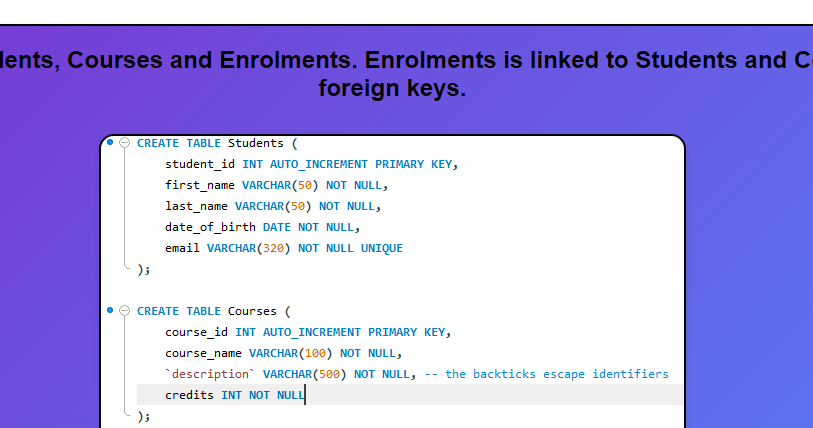 Courses and Enrolments. Enrolments is linked to Students and
foreign keys.
CREATE TABLE Students (
student_id INT AUTO_INCREMENT PRIMARY KEY,
first_name VARCHAR(50) NOT NULL,
last_name VARCHAR(50) NOT NULL,
date_of_birth DATE NOT NULL,
email VARCHAR(320) NOT NULL UNIQUE
);
CREATE TABLE Courses (
course_id INT AUTO_INCREMENT PRIMARY KEY,
course_name VARCHAR(100) NOT NULL,
`description` VARCHAR(500) NOT NULL, -- the backticks escape identifiers
credits INT NOT NULL
);